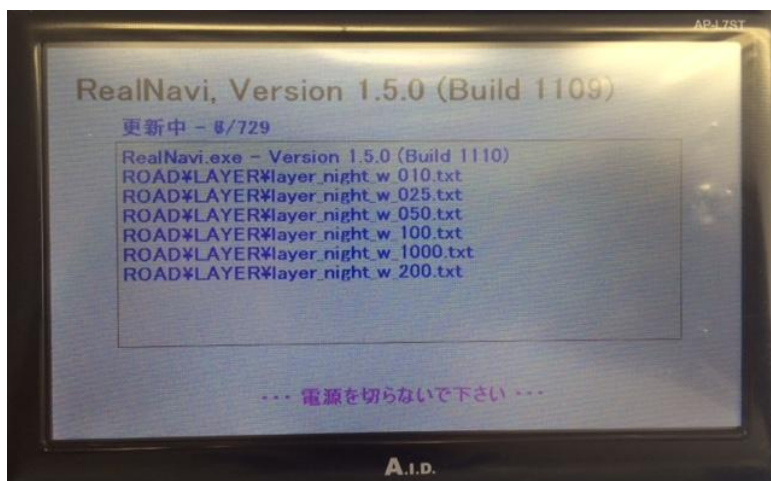 AP-L7ST
RealNavi, Version 1.5.0 (Build 1109)
更新中 - /729
RealNavi.exe - Version 1.5.0 (Build 1110)
ROAD¥LAYER¥layer_night_w_010.txt
ROAD¥LAYER¥layer_night_w_025.txt
ROAD¥LAYER¥layer_night_w_050.txt
ROAD¥LAYER¥layer_night_w_100.txt
ROAD¥LAYER¥layer_night_w_1000.txt
ROAD¥LAYER¥layer_night_w_200.txt
--- 電源を切らないで下さい ---
A.I.D.